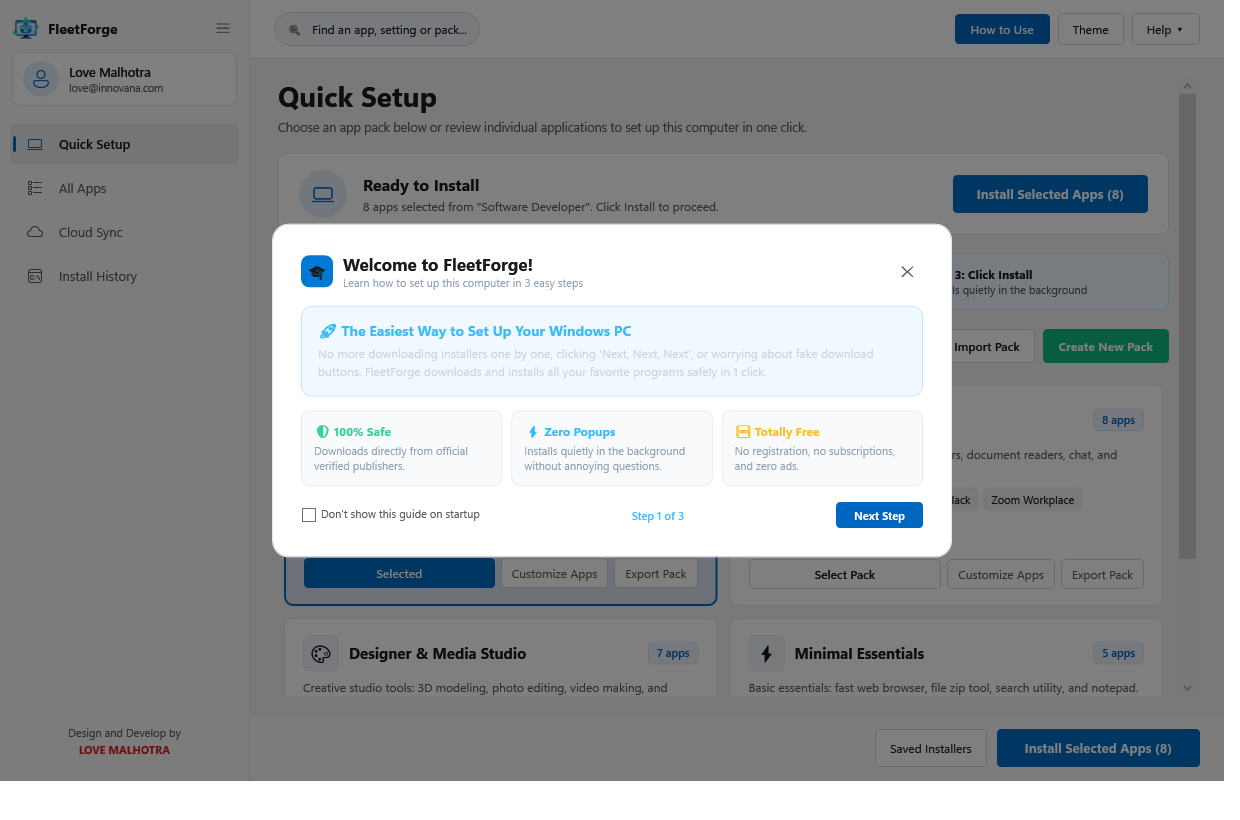 FleetForge
Find an app, setting or pack...
How to Use
Theme
Help
Love Malhotra
love@innovana.com
Quick Setup
All Apps
Cloud Sync
Install History
Quick Setup
Choose an app pack below or review individual applications to set up this computer in one click.
Ready to Install
8 apps selected from "Software Developer". Click Install to proceed.
Install Selected Apps (8)
3: Click Install
quietly in the background
Import Pack
Create New Pack
Welcome to FleetForge!
Learn how to set up this computer in 3 easy steps
The Easiest Way to Set Up Your Windows PC
No more downloading installers one by one, clicking 'Next, Next, Next', or worrying about fake download
buttons. FleetForge downloads and installs all your favorite programs safely in 1 click.
100% Safe
Downloads directly from official
verified publishers.
Zero Popups
Installs quietly in the background
without annoying questions.
FREE Totally Free
No registration, no subscriptions,
and zero ads.
Don't show this guide on startup
Step 1 of 3
Next Step
8 apps
document readers, chat, and
Zoom Workplace
Selected
Customize Apps
Export Pack
Select Pack
Customize Apps
Export Pack
Designer & Media Studio
7 apps
Creative studio tools: 3D modeling, photo editing, video making, and
Minimal Essentials
5 apps
Basic essentials: fast web browser, file zip tool, search utility, and notepad.
Design and Develop by
LOVE MALHOTRA
Saved Installers
Install Selected Apps (8)